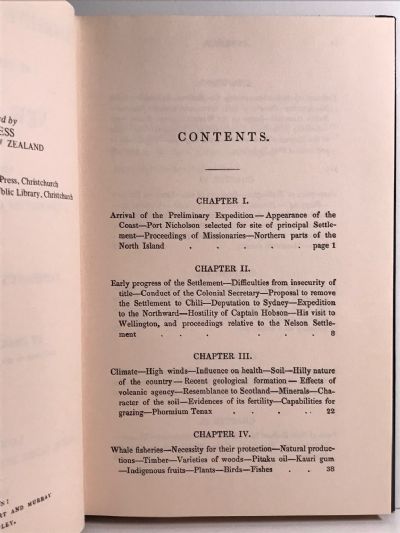 d by
ESS
ZEALAND
Press, Christchurch
blic Library, Christchurch
N:
RT AND MURRAY
LEY.
CONTENTS.
CHAPTER I.
Arrival of the Preliminary Expedition—Appearance of the
Coast—Port Nicholson selected for site of principal Settle-
ment—Proceedings of Missionaries—Northern parts of the
North Island . . . . . page 1
CHAPTER II.
Early progress of the Settlement—Difficulties from insecurity of
title—Conduct of the Colonial Secretary—Proposal to remove
the Settlement to Chili—Deputation to Sydney—Expedition
to the Northward—Hostility of Captain Hobson—His visit to
Wellington, and proceedings relative to the Nelson Settle-
ment . . . . . . 8
CHAPTER III.
Climate—High winds—Influence on health—Soil—Hilly nature
of the country—Recent geological formation—Effects of
volcanic agency—Resemblance to Scotland—Minerals—Cha-
racter of the soil—Evidences of its fertility—Capabilities for
grazing—Phormium Tenax . . . . 22
CHAPTER IV.
Whale fisheries—Necessity for their protection—Natural produc-
tions—Timber—Varieties of woods—Pitaku oil—Kauri gum
—Indigenous fruits—Plants—Birds—Fishes . . 38